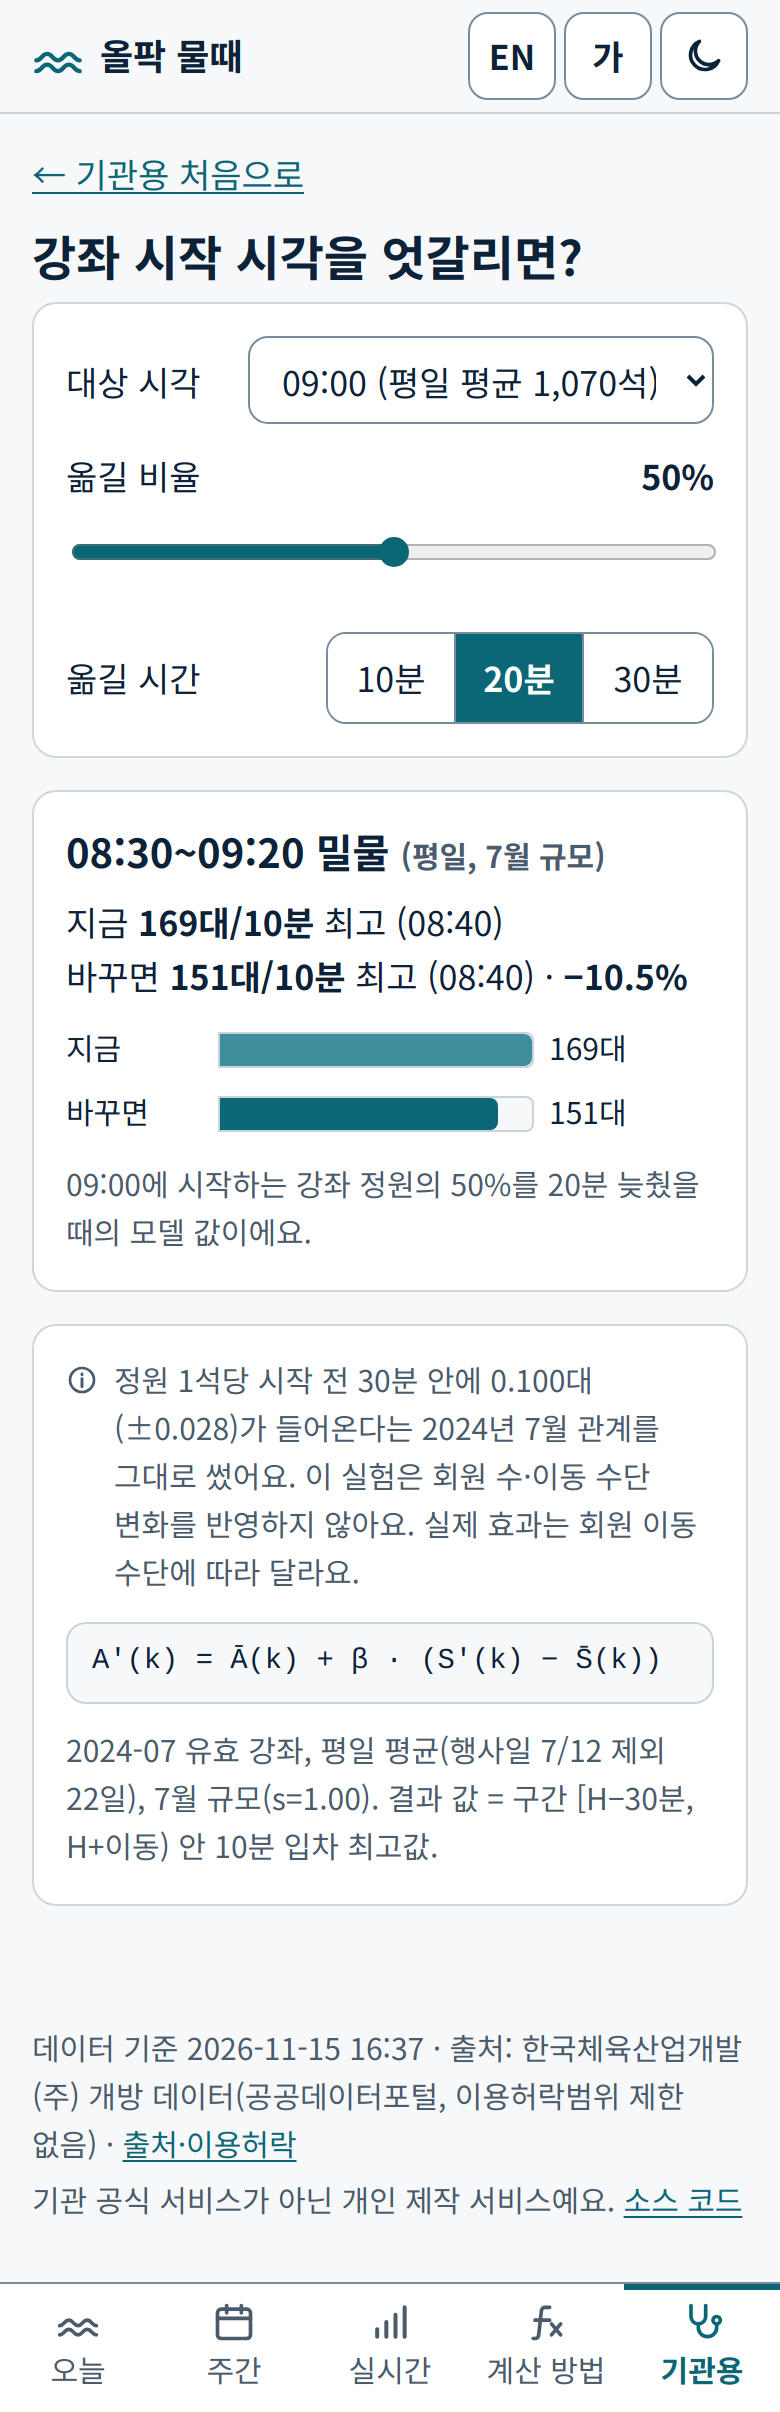 올팍 물때
EN
가
← 기관용 처음으로
강좌 시작 시각을 엇갈리면?
대상 시각
09:00 (평일 평균 1,070석)
옮길 비율
50%
옮길 시간
10분
20분
30분
08:30~09:20 밀물 (평일, 7월 규모)
지금 169대/10분 최고 (08:40)
바꾸면 151대/10분 최고 (08:40) · −10.5%
지금
169대
바꾸면
151대
09:00에 시작하는 강좌 정원의 50%를 20분 늦췄을
때의 모델 값이에요.
정원 1석당 시작 전 30분 안에 0.100대
(±0.028)가 들어온다는 2024년 7월 관계를
그대로 썼어요. 이 실험은 회원 수·이동 수단
변화를 반영하지 않아요. 실제 효과는 회원 이동
수단에 따라 달라요.
A'(k) = Ā(k) + β · (S'(k) − S̄(k))
2024-07 유효 강좌, 평일 평균(행사일 7/12 제외
22일), 7월 규모(s=1.00). 결과 값 = 구간 [H−30분,
H+이동) 안 10분 입차 최고값.
데이터 기준 2026-11-15 16:37 · 출처: 한국체육산업개발
(주) 개방 데이터(공공데이터포털, 이용허락범위 제한
없음) · 출처·이용허락
기관 공식 서비스가 아닌 개인 제작 서비스예요. 소스 코드
오늘
주간
실시간
계산 방법
기관용